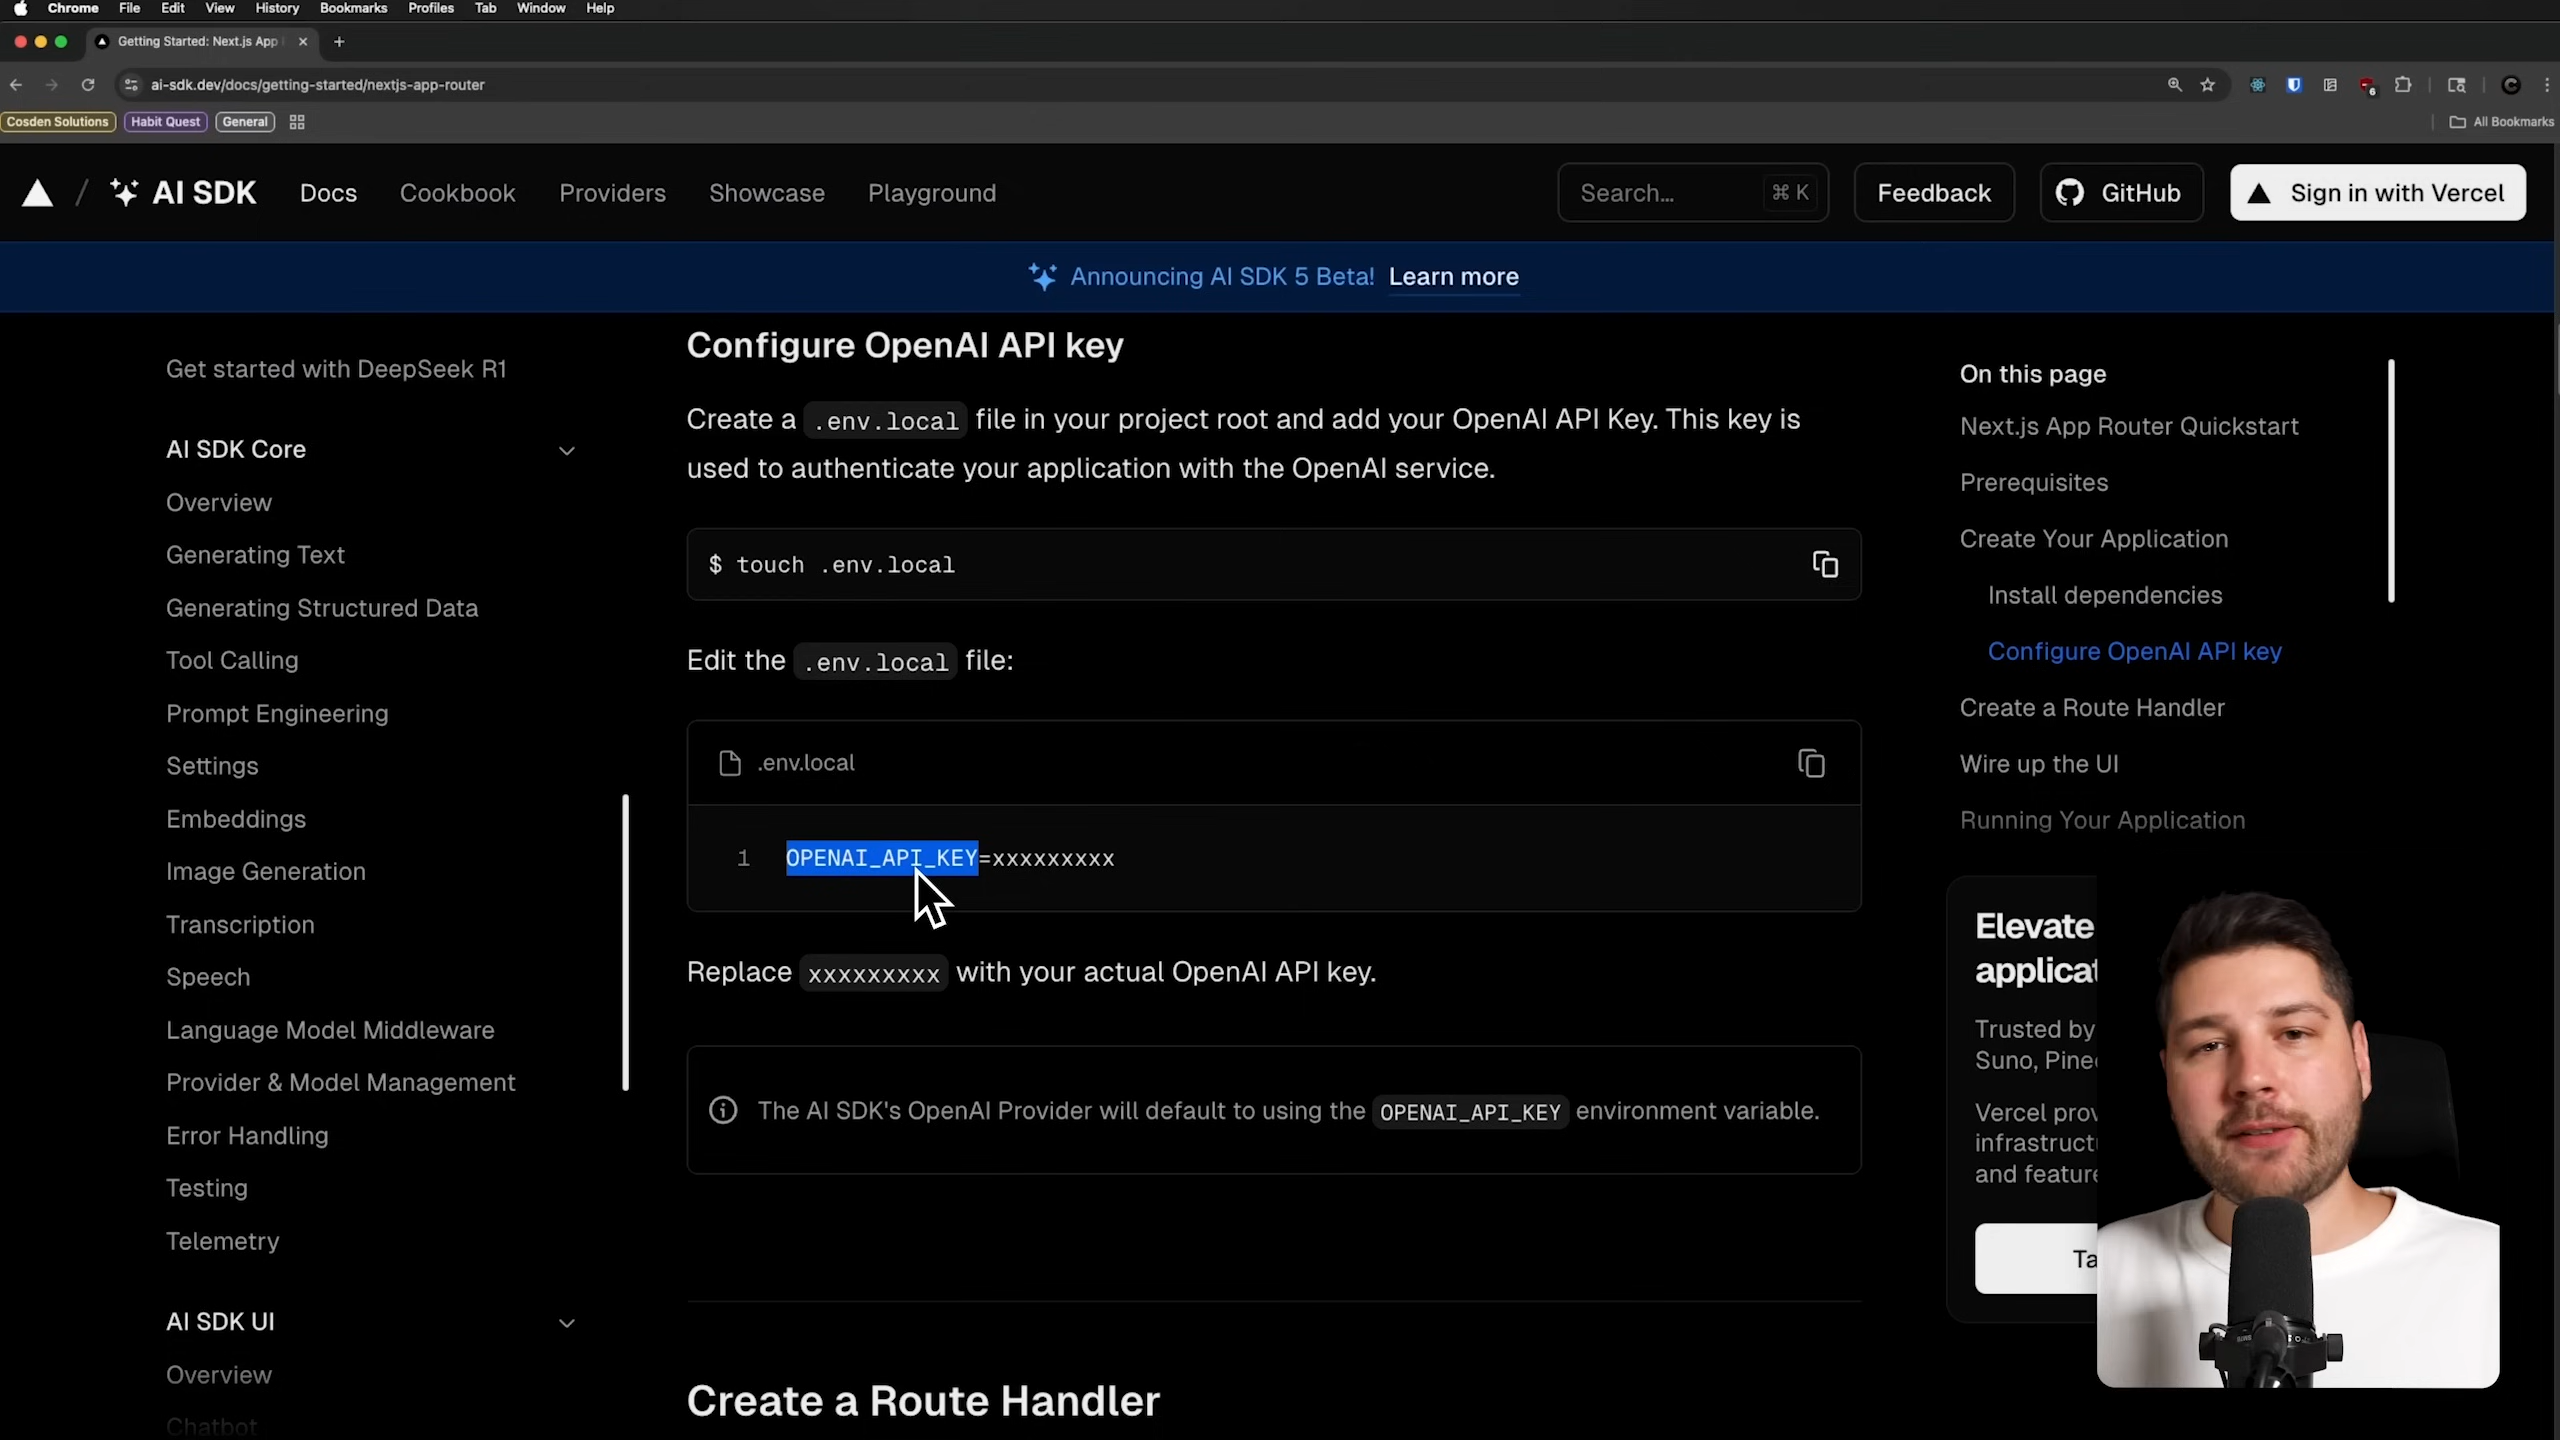 Chrome File Edit View History Bookmarks Profiles Tab Window Help
Getting Started: Next.js App
ai-sdk.dev/docs/getting-started/nextjs-app-router
6
Cosden Solutions Habit Quest General
All Bookmarks
/ AI SDK Docs Cookbook Providers Showcase Playground
Search... ⌘ K Feedback GitHub Sign in with Vercel
Announcing AI SDK 5 Beta! Learn more
Get started with DeepSeek R1
AI SDK Core
Overview
Generating Text
Generating Structured Data
Tool Calling
Prompt Engineering
Settings
Embeddings
Image Generation
Transcription
Speech
Language Model Middleware
Provider & Model Management
Error Handling
Testing
Telemetry
AI SDK UI
Overview
Chatbot
Configure OpenAI API key
Create a .env.local file in your project root and add your OpenAI API Key. This key is
used to authenticate your application with the OpenAI service.
$ touch .env.local
Edit the .env.local file:
.env.local
1 OPENAI_API_KEY=xxxxxxxxx
Replace xxxxxxxxx with your actual OpenAI API key.
The AI SDK's OpenAI Provider will default to using the OPENAI_API_KEY environment variable.
Create a Route Handler
On this page
Next.js App Router Quickstart
Prerequisites
Create Your Application
Install dependencies
Configure OpenAI API key
Create a Route Handler
Wire up the UI
Running Your Application
Elevate
Trusted by
Suno,
Vercel
and